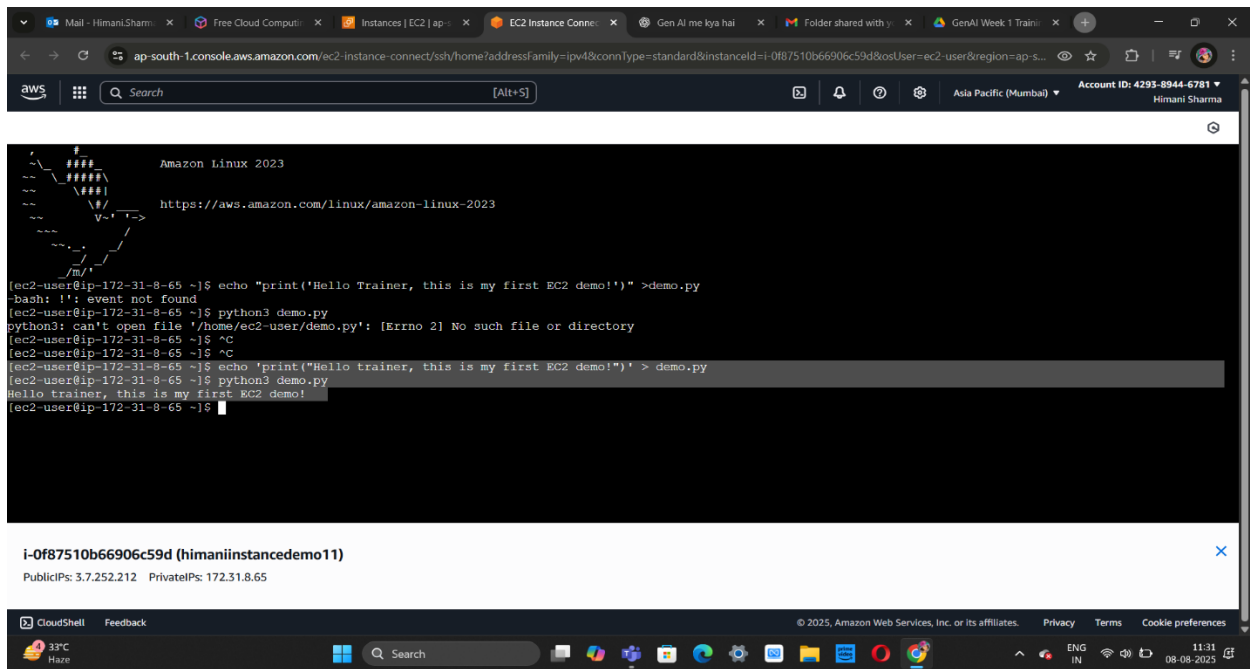 Mail - Himani.Sharm
Free Cloud Computin
Instances | EC2 | ap-s
EC2 Instance Connec
Gen AI me kya hai
Folder shared with y
GenAI Week 1 Trainin
ap-south-1.console.aws.amazon.com/ec2-instance-connect/ssh/home?addressFamily=ipv4&connType=standard&instanceId=i-0f87510b66906c59d&osUser=ec2-user&region=ap-s...
aws
Search
[Alt+S]
Asia Pacific (Mumbai) ▼
Account ID: 4293-8944-6781 ▼
Himani Sharma
   ,     #_
   ~\_  ####_        Amazon Linux 2023
  ~~  \_#####\
  ~~     \###|
  ~~       \#/ ___   https://aws.amazon.com/linux/amazon-linux-2023
   ~~       V~' '->
    ~~~         /
      ~~._.   _/
         _/ _/
       _/m/'
[ec2-user@ip-172-31-8-65 ~]$ echo "print('Hello Trainer, this is my first EC2 demo!')" >demo.py
-bash: !': event not found
[ec2-user@ip-172-31-8-65 ~]$ python3 demo.py
python3: can't open file '/home/ec2-user/demo.py': [Errno 2] No such file or directory
[ec2-user@ip-172-31-8-65 ~]$ ^C
[ec2-user@ip-172-31-8-65 ~]$ ^C
[ec2-user@ip-172-31-8-65 ~]$ echo 'print("Hello trainer, this is my first EC2 demo!")' > demo.py
[ec2-user@ip-172-31-8-65 ~]$ python3 demo.py
Hello trainer, this is my first EC2 demo!
[ec2-user@ip-172-31-8-65 ~]$
i-0f87510b66906c59d (himaniinstancedemo11)
PublicIPs: 3.7.252.212 PrivateIPs: 172.31.8.65
CloudShell Feedback
© 2025, Amazon Web Services, Inc. or its affiliates. Privacy Terms Cookie preferences
4
33°C
Haze
Search
ENG
IN
11:31
08-08-2025